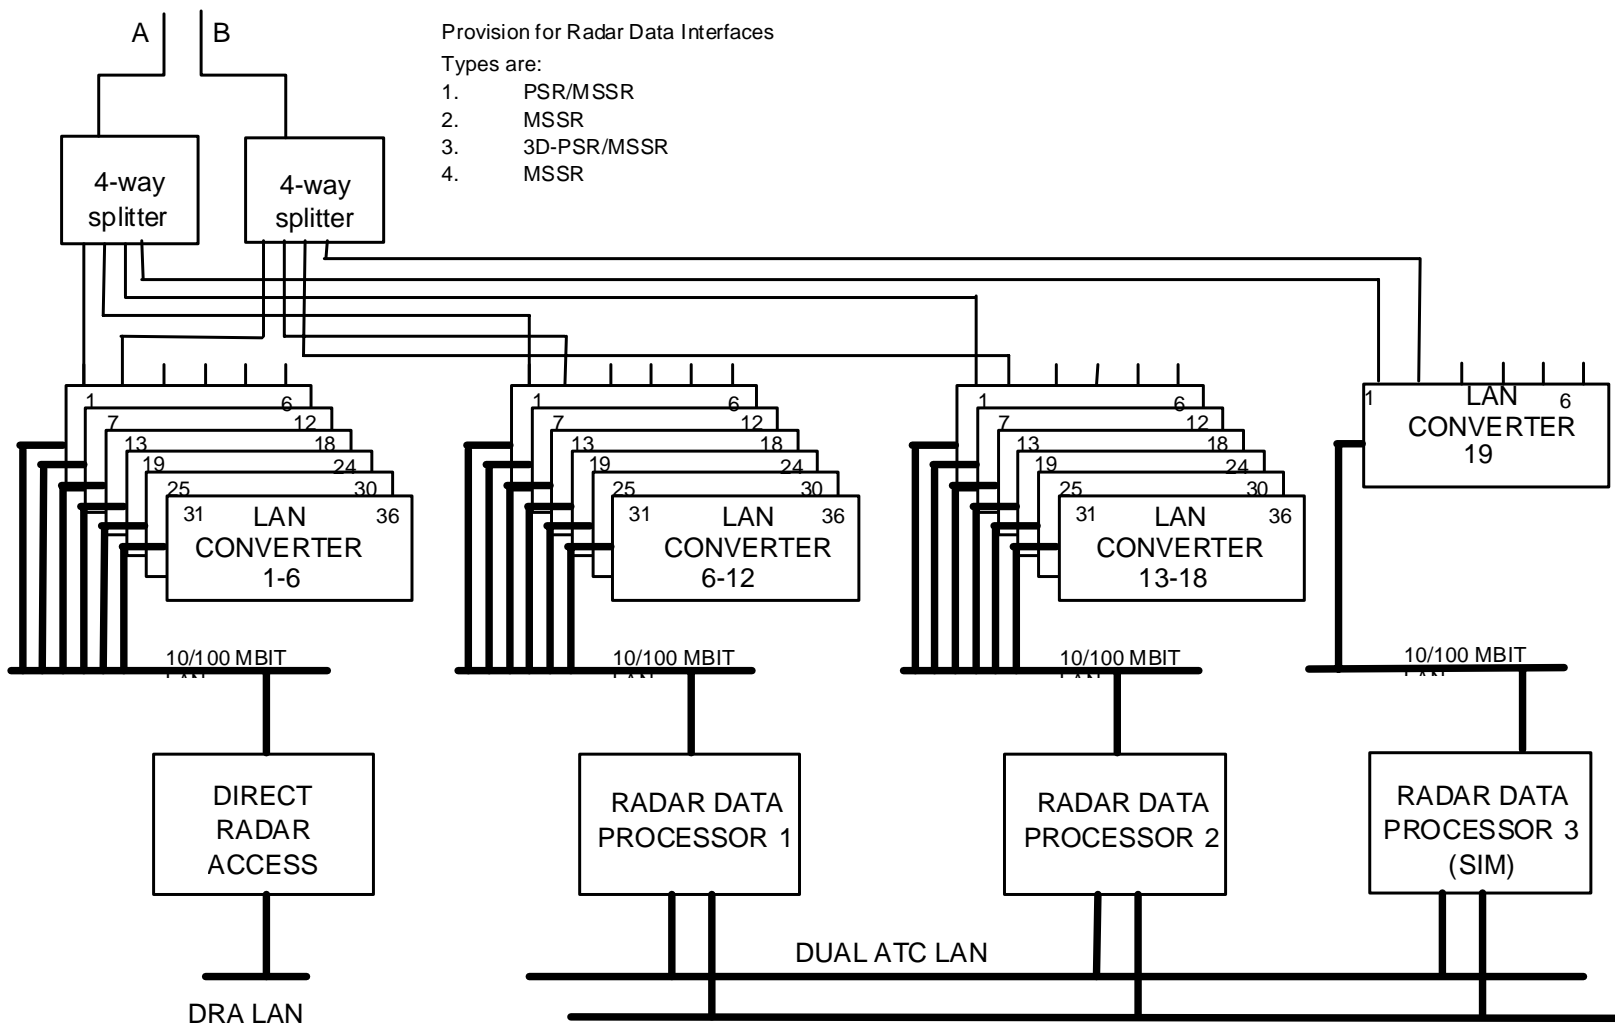 A
B
Provision for Radar Data Interfaces
Types are:
1. PSR/MSSR
2. MSSR
3. 3D-PSR/MSSR
4. MSSR
4-way
splitter
4-way
splitter
1 6
7 12
13 18
19 24
25 30
31 36
LAN
CONVERTER
1-6
1 6
7 12
13 18
19 24
25 30
31 36
LAN
CONVERTER
6-12
1 6
7 12
13 18
19 24
25 30
31 36
LAN
CONVERTER
13-18
1 6
LAN
CONVERTER
19
10/100 MBIT
10/100 MBIT
10/100 MBIT
10/100 MBIT
DIRECT
RADAR
ACCESS
RADAR DATA
PROCESSOR 1
RADAR DATA
PROCESSOR 2
RADAR DATA
PROCESSOR 3
(SIM)
DUAL ATC LAN
DRA LAN